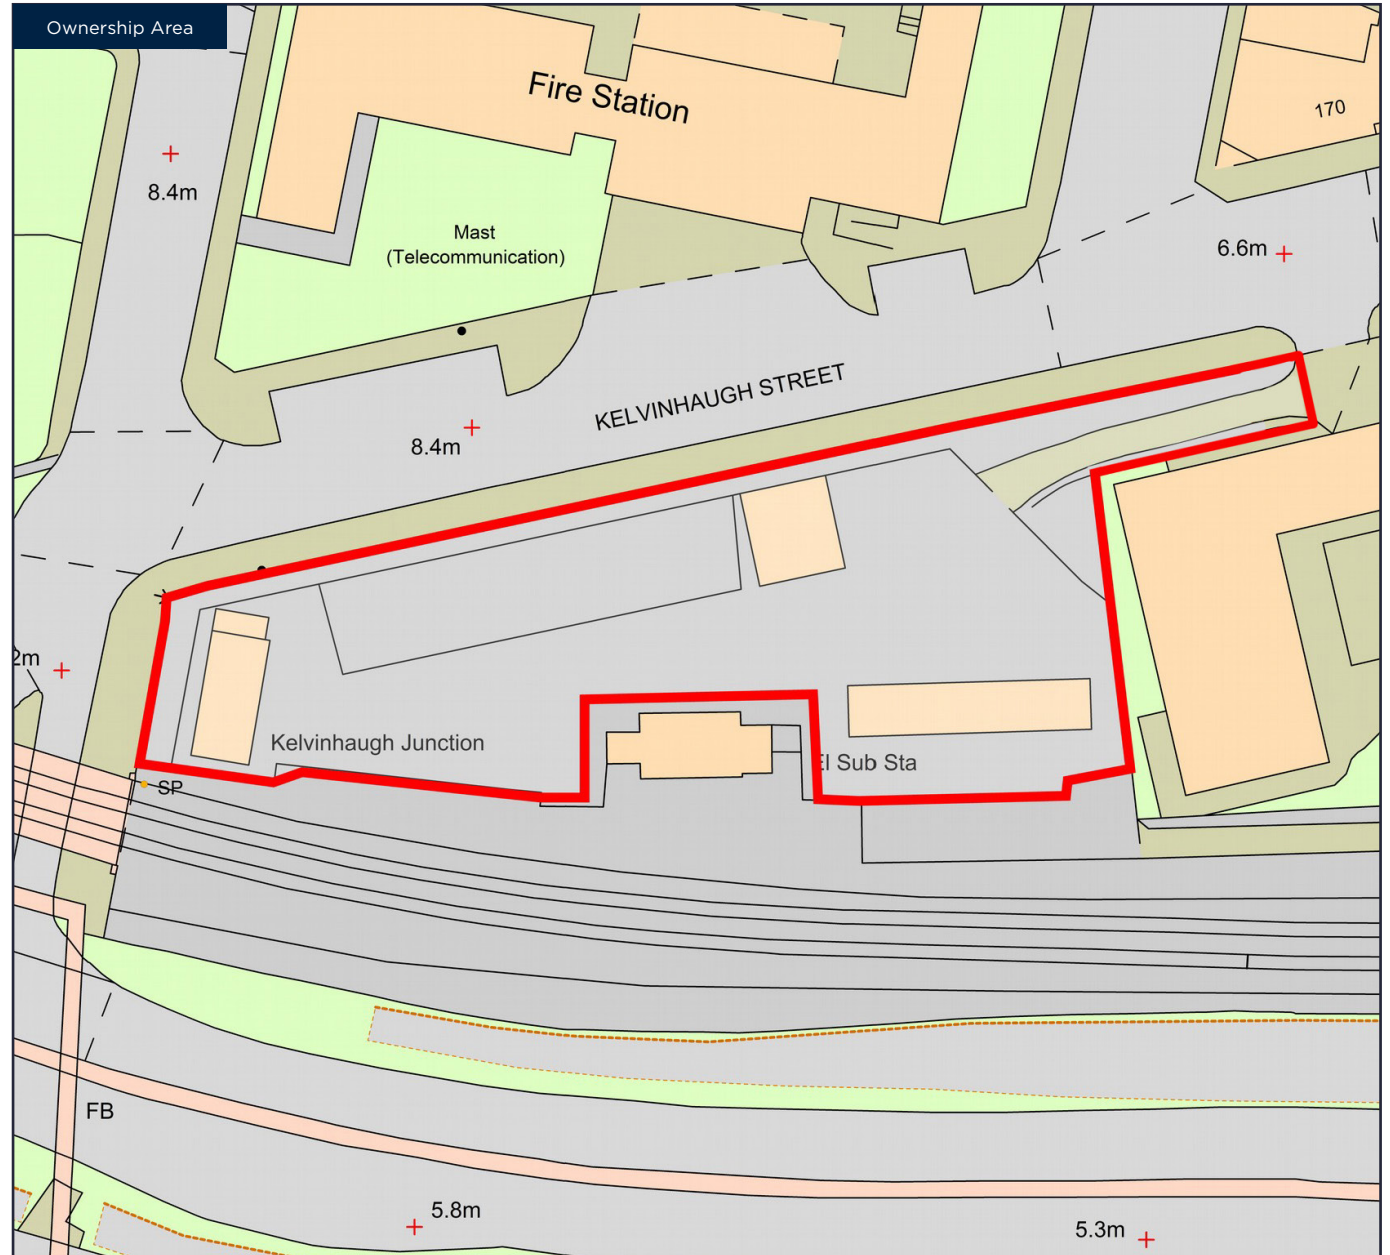 Ownership Area
Fire Station
170
8.4m
Mast
(Telecommunication)
6.6m
KELVINHAUGH STREET
8.4m
2m
Kelvinhaugh Junction
El Sub Sta
SP
FB
5.8m
5.3m